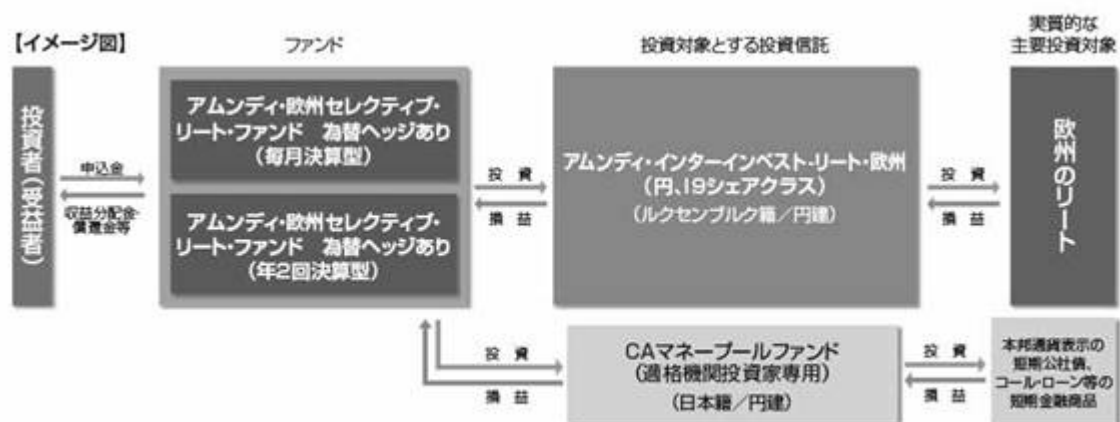 【イメージ図】
ファンド
投資対象とする投資信託
実質的な
主要投資対象
投資者(受益者)
申込金
収益分配金・
償還金等
アムンディ・欧州セレクティブ・
リート・ファンド 為替ヘッジあり
(毎月決算型)
アムンディ・欧州セレクティブ・
リート・ファンド 為替ヘッジあり
(年2回決算型)
投資
損益
アムンディ・インターインベスト-リート・欧州
(円、I9シェアクラス)
(ルクセンブルク籍/円建)
投資
損益
欧州のリート
投資
損益
CAマネープールファンド
(適格機関投資家専用)
(日本籍/円建)
投資
損益
本邦通貨表示の
短期公社債、
コール・ローン等の
短期金融商品